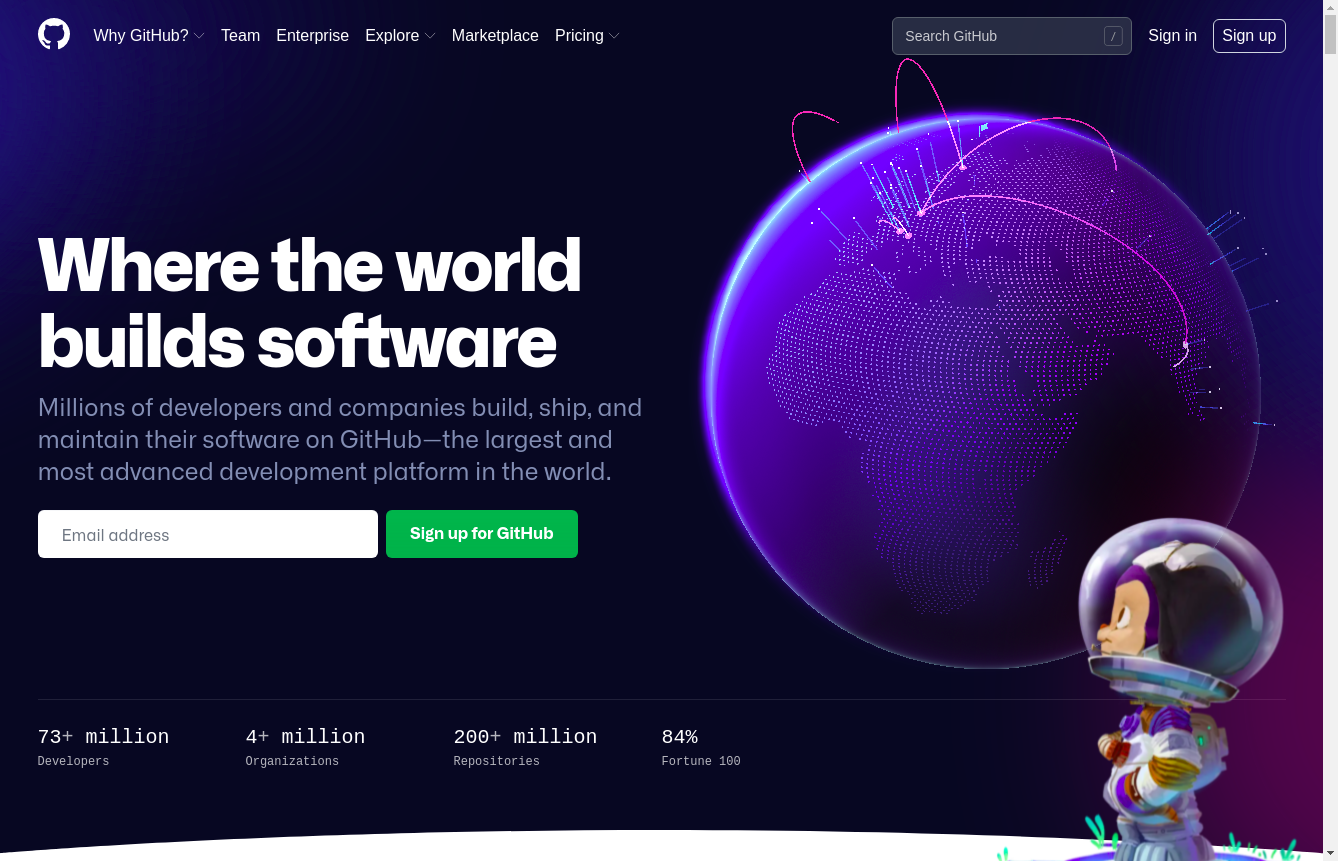 Why GitHub? Team Enterprise Explore Marketplace Pricing Search GitHub / Sign in Sign up
Where the world
builds software
Millions of developers and companies build, ship, and
maintain their software on GitHub—the largest and
most advanced development platform in the world.
Email address Sign up for GitHub
73+ million 4+ million 200+ million 84%
Developers Organizations Repositories Fortune 100